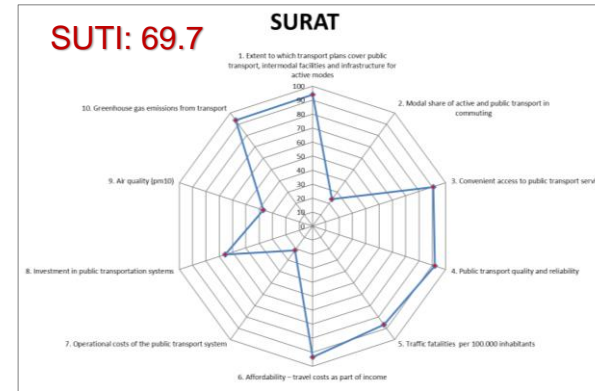 SURAT
SUTI: 69.7
1. Extent to which transport plans cover public
transport, intermodal facilities and infrastructure for
active modes
100
90
80
70
60
50
40
30
20
10
0
2. Modal share of active and public transport in
commuting
3. Convenient access to public transport servi
4. Public transport quality and reliability
5. Traffic fatalities per 100.000 inhabitants
6. Affordability – travel costs as part of income
7. Operational costs of the public transport system
8. Investment in public transportation systems
9. Air quality (pm10)
10. Greenhouse gas emissions from transport